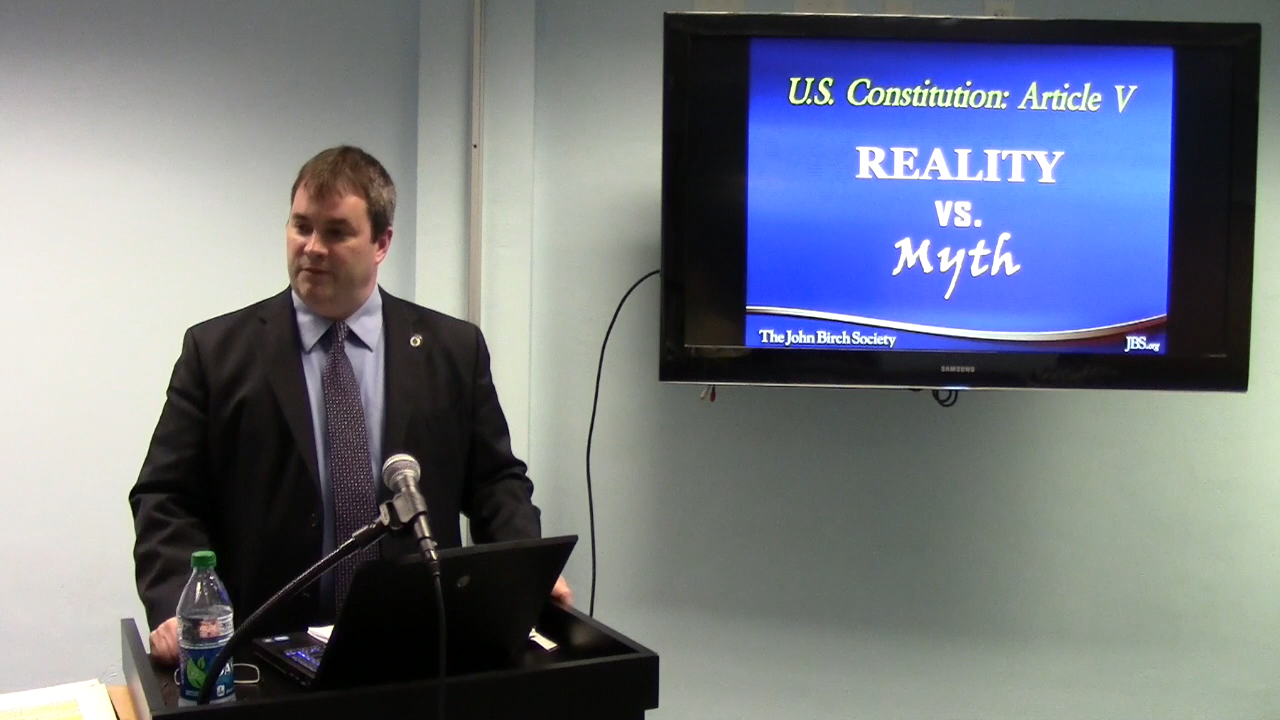 U.S. Constitution: Article V
REALITY
vs.
Myth
The John Birch Society
JBS.org
SAMSUNG